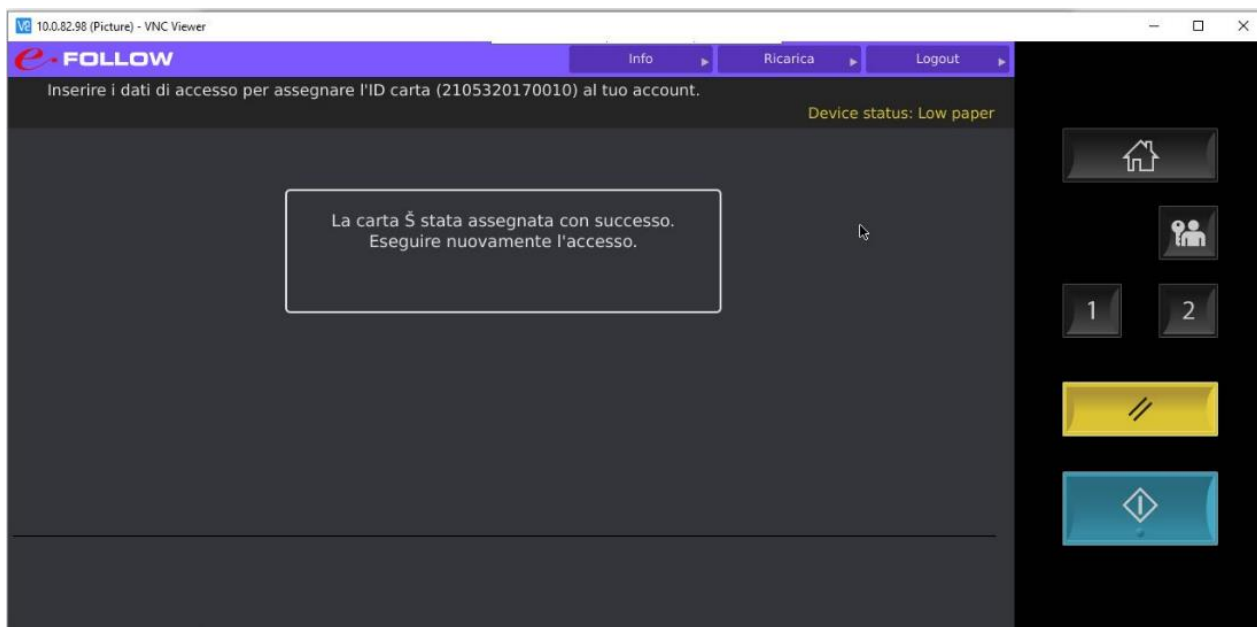 10.0.82.98 (Picture) - VNC Viewer
e-FOLLOW
Info
Ricarica
Logout
Inserire i dati di accesso per assegnare l'ID carta (2105320170010) al tuo account.
Device status: Low paper
La carta Š stata assegnata con successo.
Eseguire nuovamente l'accesso.
1
2